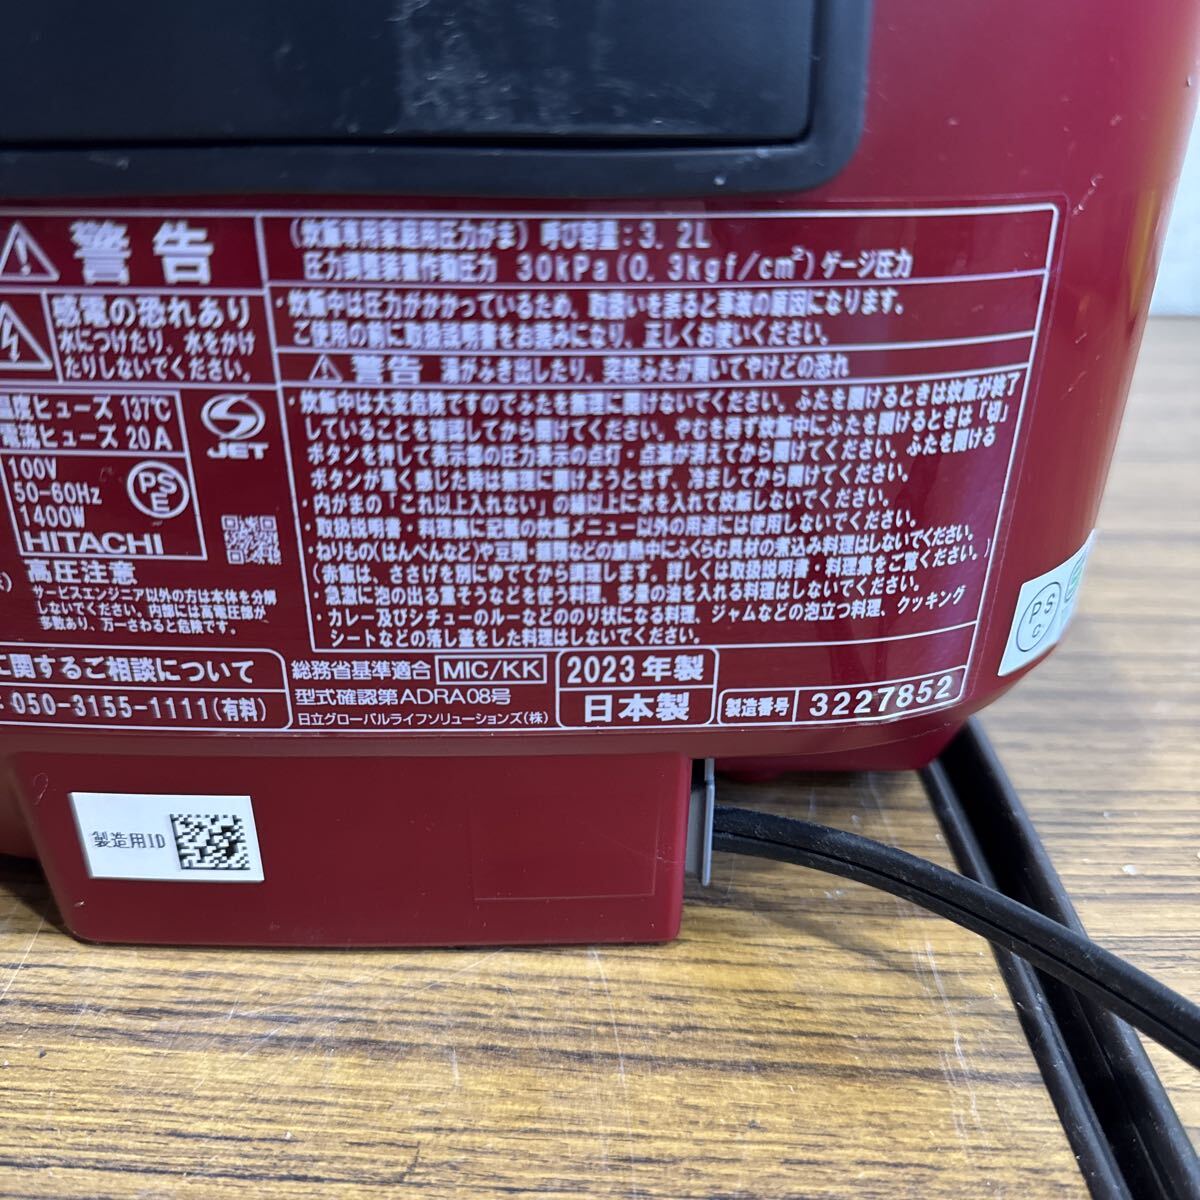 警告
感電の恐れあり
水につけたり、水をかけ
たりしないでください。
温度ヒューズ 137℃
電流ヒューズ 20A
JET
100V
50-60Hz
1400W
PSE
HITACHI
高圧注意
サービスエンジニア以外の方は本体を分解
しないでください。内部には高電圧部が
多数あり、万一さわると危険です。
に関するご相談について
050-3155-1111(有料)
(炊飯専用家庭用圧力がま) 呼び容量:3.2L
圧力調整装置作動圧力 30kPa(0.3kgf/cm²)ゲージ圧力
・炊飯中は圧力がかかっているため、取扱いを誤ると事故の原因になります。
ご使用の前に取扱説明書をお読みになり、正しくお使いください。
警告 湯がふき出したり、突然ふたが開いてやけどの恐れ
・炊飯中は大変危険ですのでふたを無理に開けないでください。ふたを開けるときは炊飯が終了
していることを確認してから開けてください。やむを得ず炊飯中にふたを開けるときは「切」
ボタンを押して表示部の圧力表示の点灯・点滅が消えてから開けてください。ふたを開ける
ボタンが重く感じた時は無理に開けようとせず、冷ましてから開けてください。
・内がまの「これ以上入れない」の線以上に水を入れて炊飯しないでください。
・取扱説明書・料理集に記載の炊飯メニュー以外の用途には使用しないでください。
・ねりもの(はんぺんなど)や豆類・麺類などの加熱中にふくらむ具材の煮込み料理はしないでください。
(赤飯は、ささげを別にゆでてから調理します。詳しくは取扱説明書・料理集をご覧ください。)
・急激に泡の出る重そうなどを使う料理、多量の油を入れる料理はしないでください。
・カレー及びシチューのルーなどののり状になる料理、ジャムなどの泡立つ料理、クッキング
シートなどの落し蓋をした料理はしないでください。
総務省基準適合 MIC/KK
型式確認第ADRA08号
日立グローバルライフソリューションズ(株)
2023年製
日本製
製造番号 3227852
PSC
製造用ID